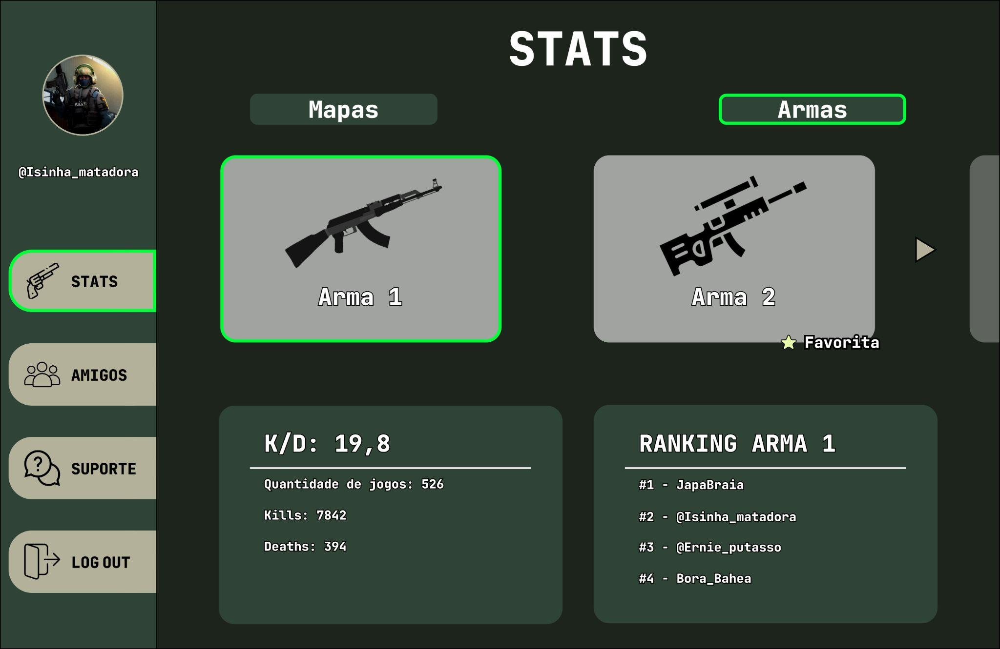 STATS
Mapas
Armas
@Isinha_matadora
Arma 1
Arma 2
Favorita
STATS
AMIGOS
SUPORTE
LOG OUT
K/D: 19,8
Quantidade de jogos: 526
Kills: 7842
Deaths: 394
RANKING ARMA 1
#1 - JapaBraia
#2 - @Isinha_matadora
#3 - @Ernie_putasso
#4 - Bora_Bahea